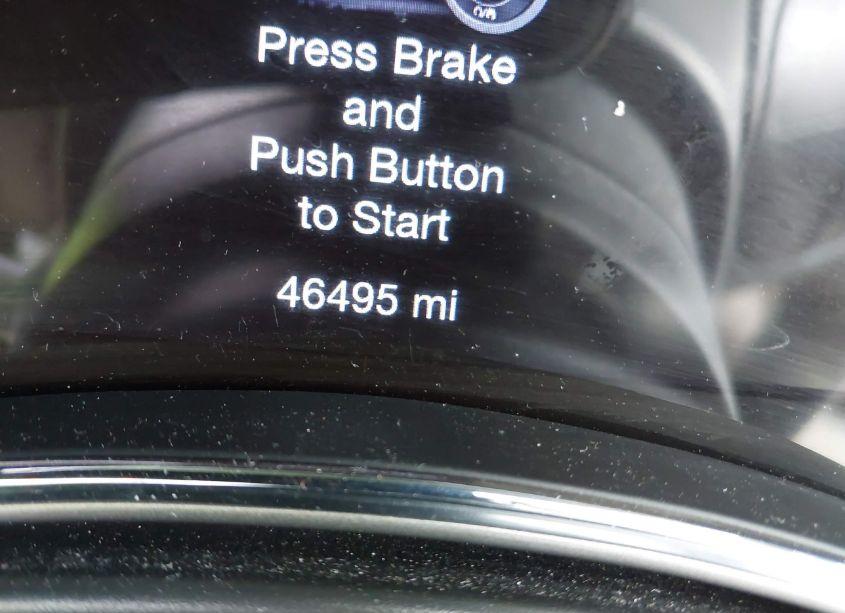 Press Brake
and
Push Button
to Start
46495 mi